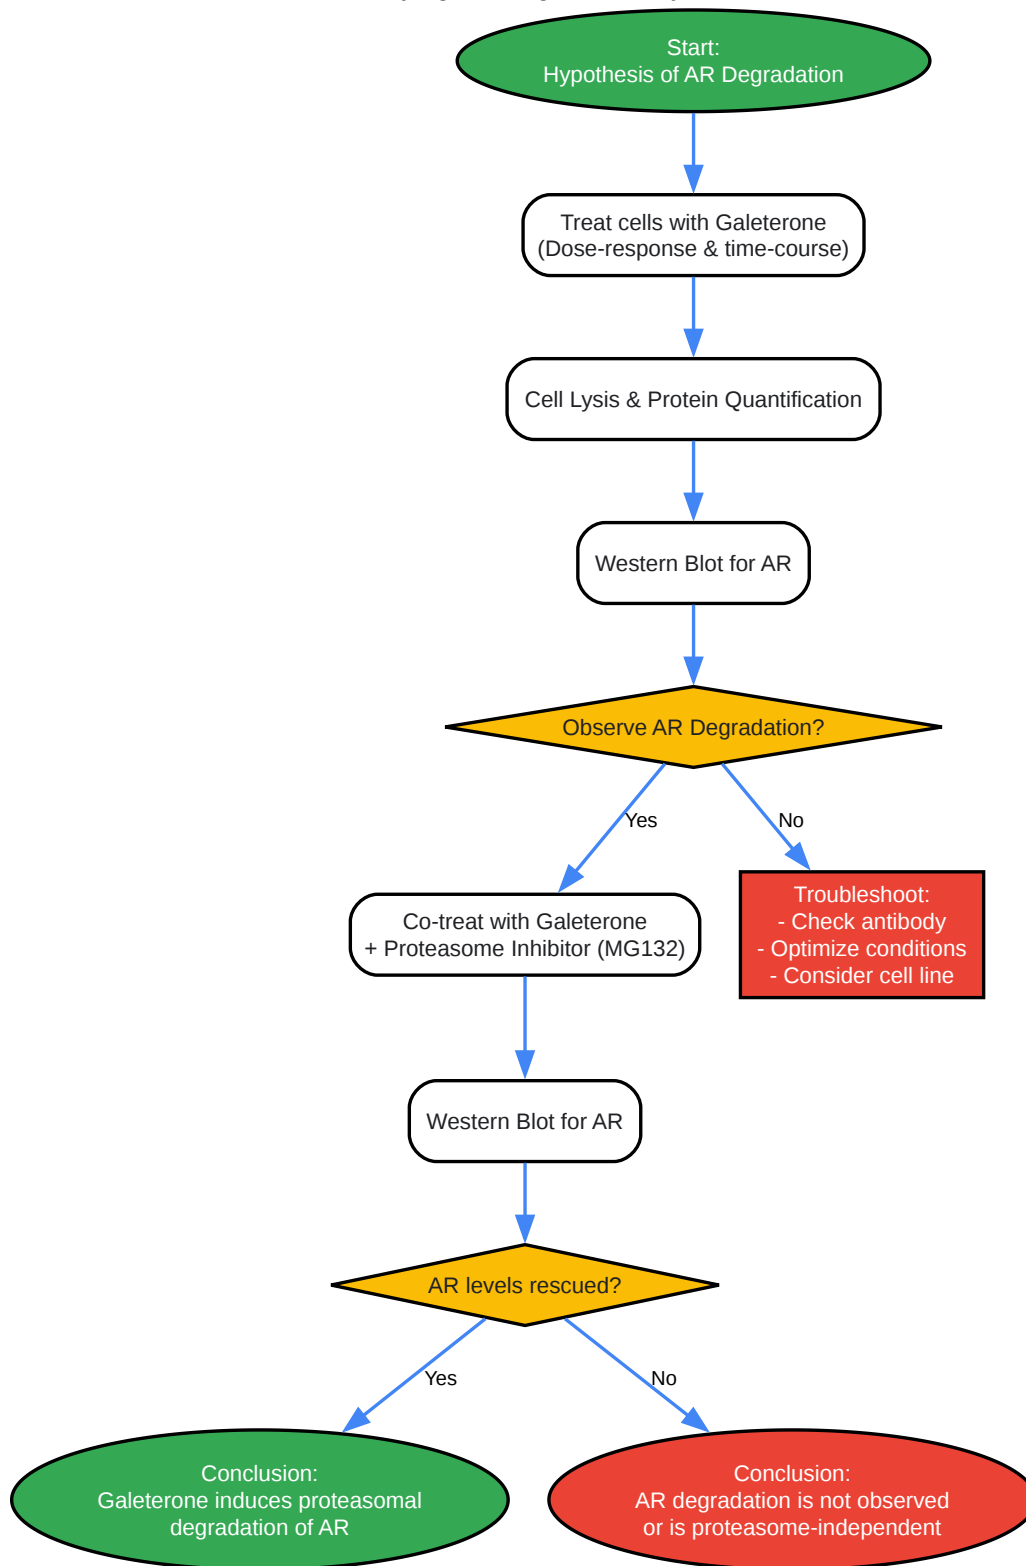 Start:
Hypothesis of AR Degradation
Treat cells with Galeterone
(Dose-response & time-course)
Cell Lysis & Protein Quantification
Western Blot for AR
Observe AR Degradation?
Yes
No
Co-treat with Galeterone
+ Proteasome Inhibitor (MG132)
Troubleshoot:
- Check antibody
- Optimize conditions
- Consider cell line
Western Blot for AR
AR levels rescued?
Yes
No
Conclusion:
Galeterone induces proteasomal
degradation of AR
Conclusion:
AR degradation is not observed
or is proteasome-independent